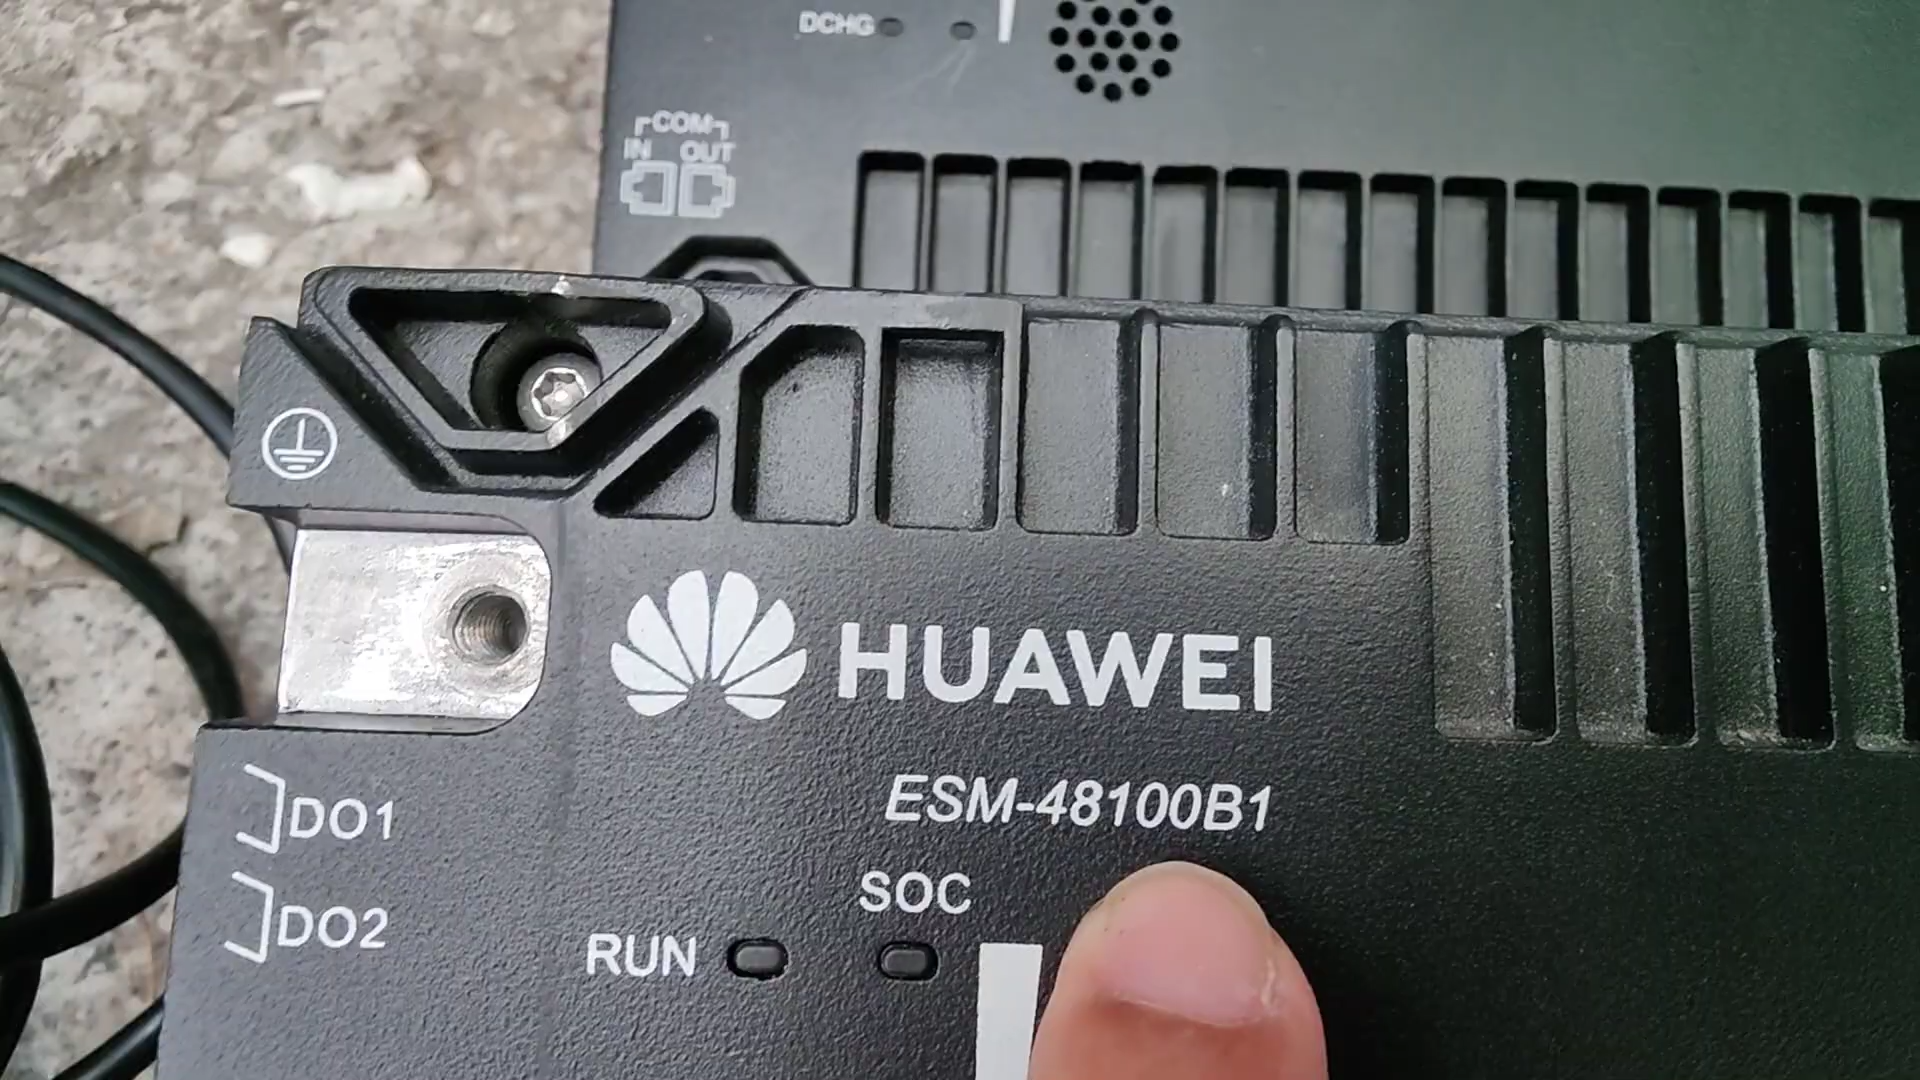 DCHG
COM
IN OUT
HUAWEI
ESM-48100B1
DO1
SOC
DO2
RUN